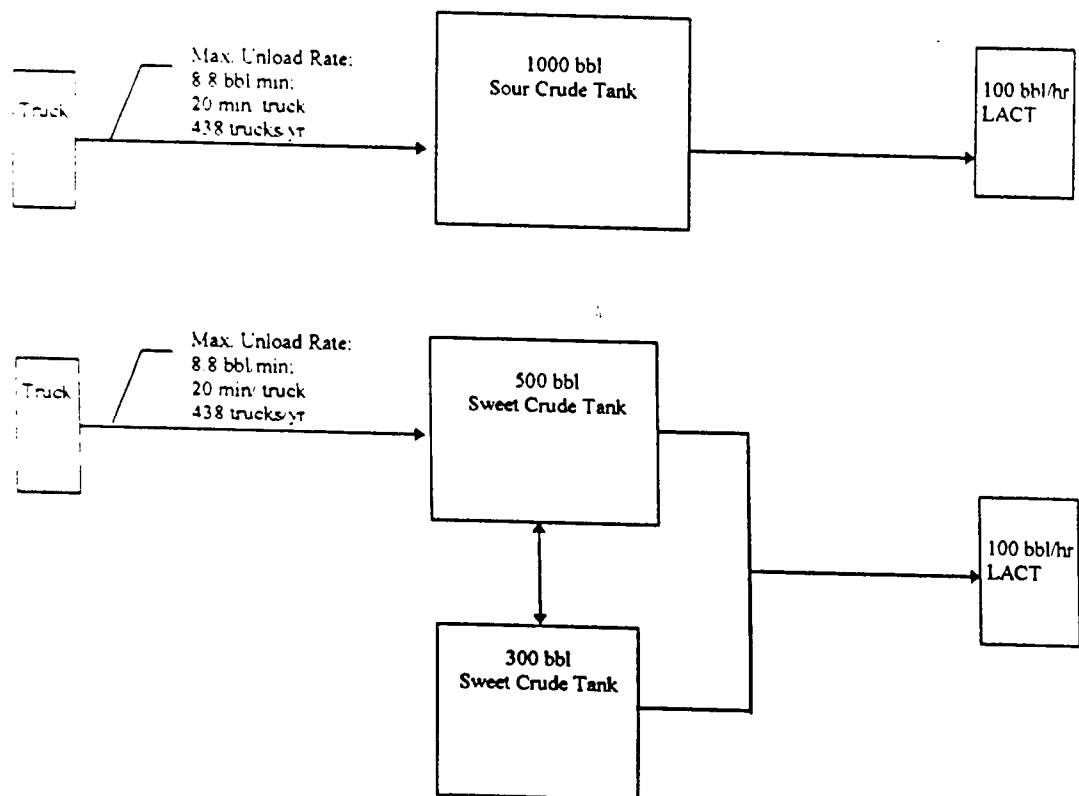 Max. Unload Rate:
8.8 bbl min;
20 min/ truck
438 trucks/yr
Truck
1000 bbl
Sour Crude Tank
100 bbl/hr
LACT
Max. Unload Rate:
8.8 bbl min;
20 min/ truck
438 trucks/yr
Truck
500 bbl
Sweet Crude Tank
100 bbl/hr
LACT
300 bbl
Sweet Crude Tank